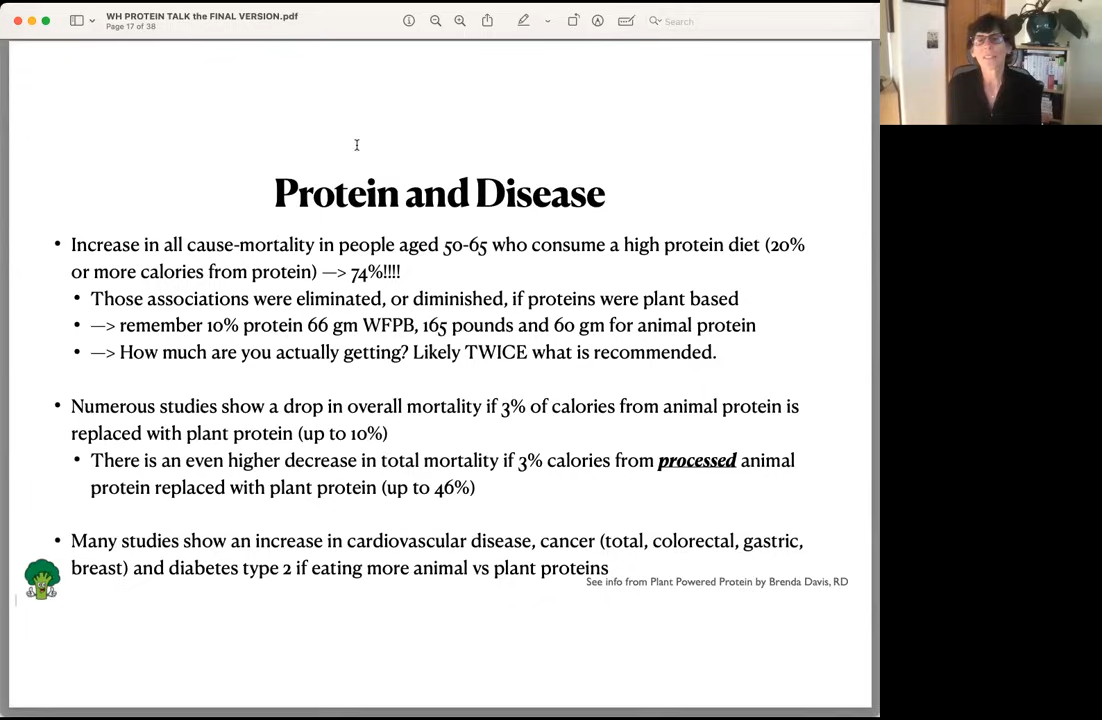 WH PROTEIN TALK the FINAL VERSION.pdf
Page 17 of 38
Search
Protein and Disease
• Increase in all cause-mortality in people aged 50-65 who consume a high protein diet (20%
or more calories from protein) —> 74%!!!!
• Those associations were eliminated, or diminished, if proteins were plant based
• —> remember 10% protein 66 gm WFPB, 165 pounds and 60 gm for animal protein
• —> How much are you actually getting? Likely TWICE what is recommended.
• Numerous studies show a drop in overall mortality if 3% of calories from animal protein is
replaced with plant protein (up to 10%)
• There is an even higher decrease in total mortality if 3% calories from processed animal
protein replaced with plant protein (up to 46%)
• Many studies show an increase in cardiovascular disease, cancer (total, colorectal, gastric,
breast) and diabetes type 2 if eating more animal vs plant proteins
See info from Plant Powered Protein by Brenda Davis, RD